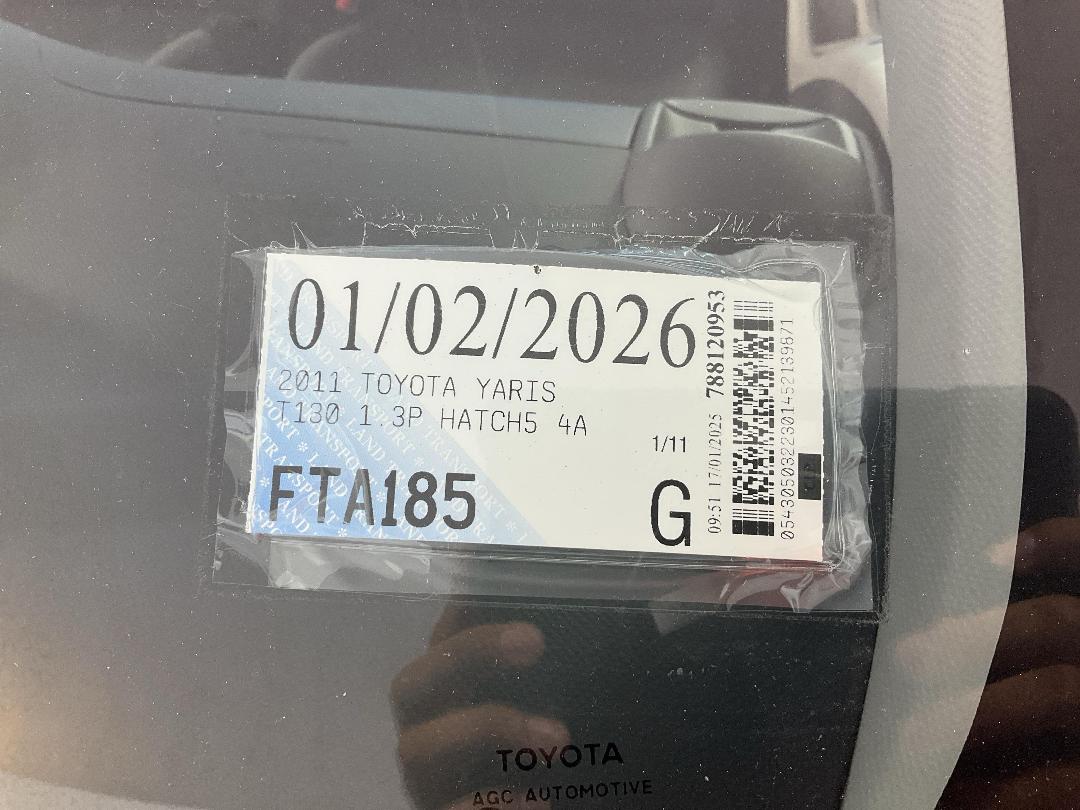 01/02/2026
2011 TOYOTA YARIS
T130 1.3P HATCH5 4A
1/11
FTA185
G
788120953
09:51 17/01/2025
TOYOTA
AGC AUTOMOTIVE